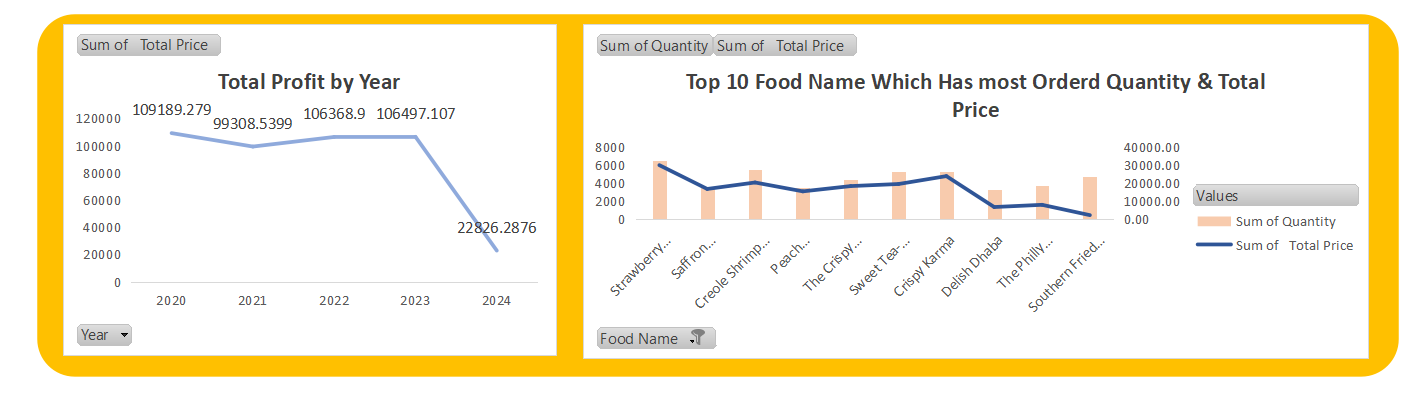 Sum of  Total Price
Total Profit by Year
109189.279
99308.5399
106368.9
106497.107
22826.2876
120000
100000
80000
60000
40000
20000
0
2020
2021
2022
2023
2024
Year
Sum of Quantity
Sum of  Total Price
Top 10 Food Name Which Has most Orderd Quantity & Total
Price
8000
6000
4000
2000
0
40000.00
30000.00
20000.00
10000.00
0.00
Strawberry...
Saffron...
Creole Shrimp...
Peach...
The Crispy...
Sweet Tea-...
Crispy Karma
Delish Dhaba
The Philly...
Southern Fried...
Values
Sum of Quantity
Sum of  Total Price
Food Name